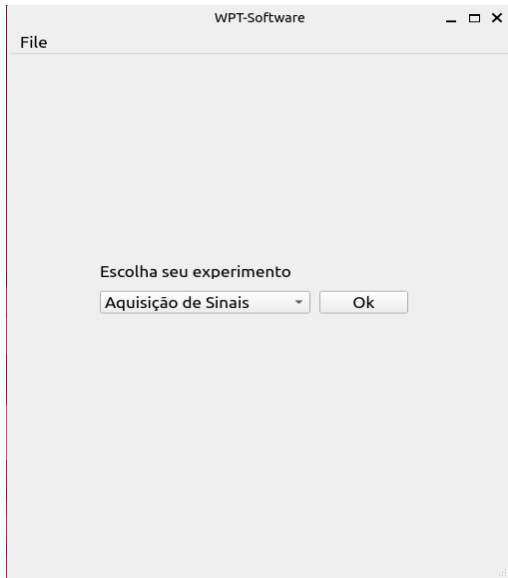 WPT-Software
File
Escolha seu experimento
Aquisição de Sinais
Ok